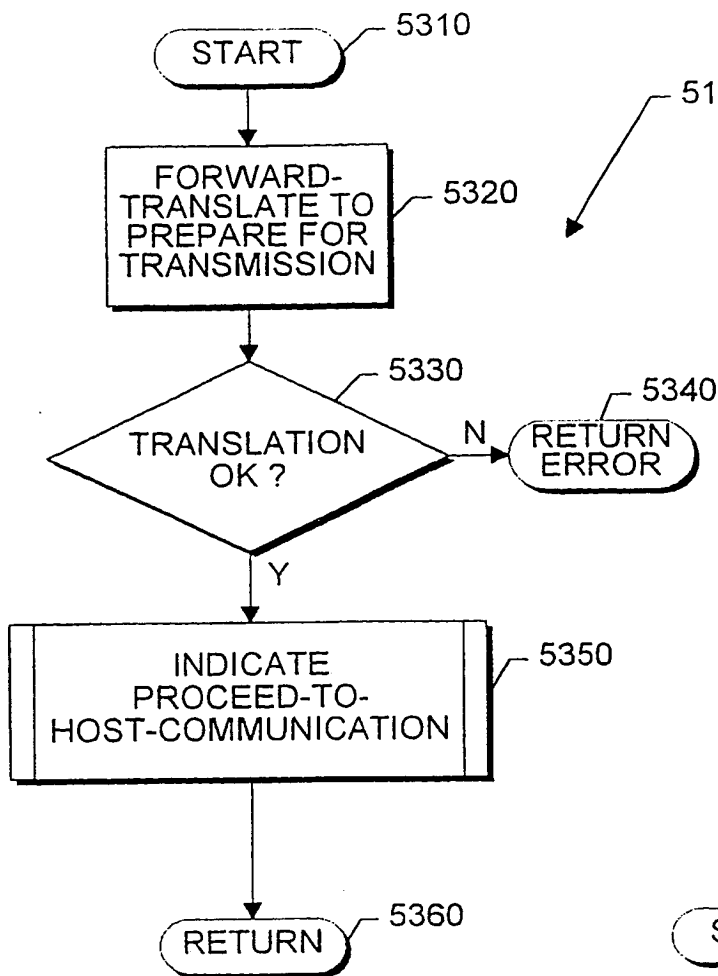 START
5310
51
FORWARD-
TRANSLATE TO
PREPARE FOR
TRANSMISSION
5320
5330
TRANSLATION
OK ?
N
5340
RETURN
ERROR
Y
INDICATE
PROCEED-TO-
HOST-COMMUNICATION
5350
RETURN
5360
S